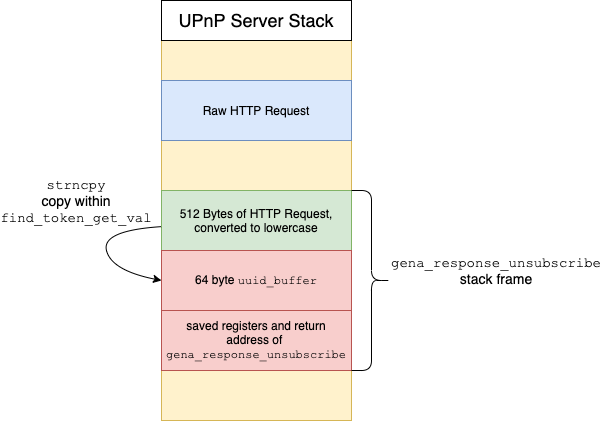 UPnP Server Stack
Raw HTTP Request
strncpy
copy within
find_token_get_val
512 Bytes of HTTP Request,
converted to lowercase
64 byte uuid_buffer
saved registers and return
address of
gena_response_unsubscribe
gena_response_unsubscribe
stack frame